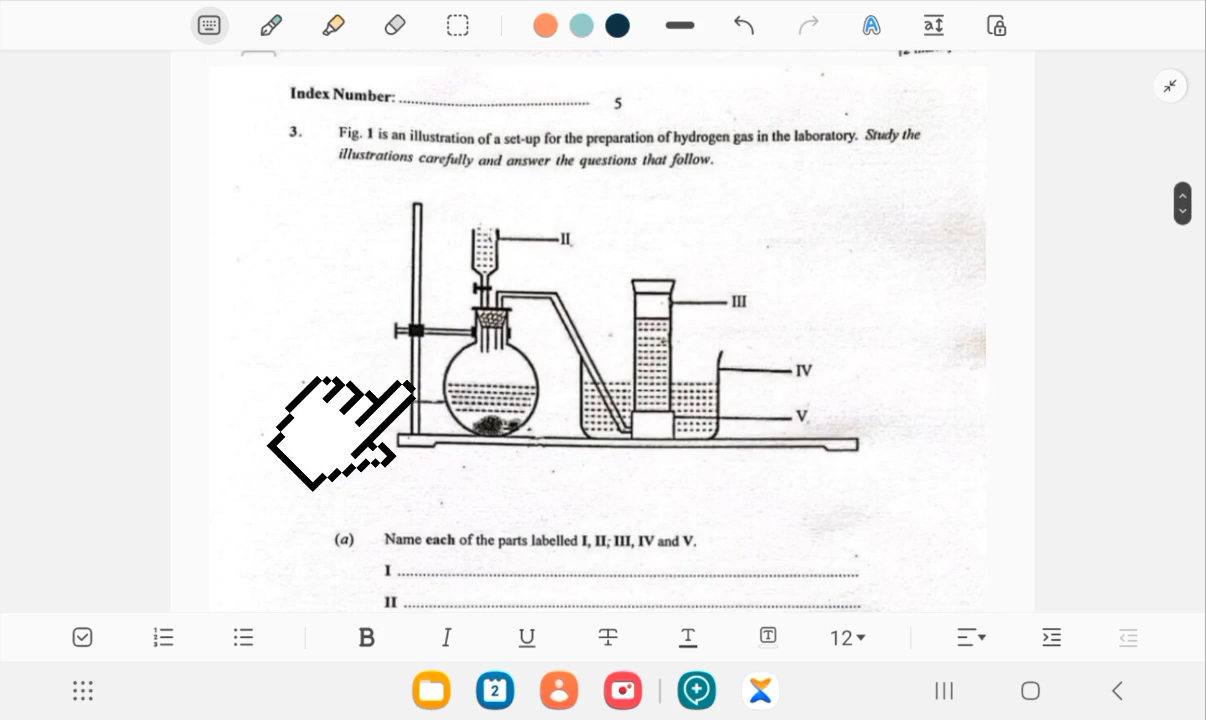 Index Number: ........................................ 5
3. Fig. 1 is an illustration of a set-up for the preparation of hydrogen gas in the laboratory. Study the
illustrations carefully and answer the questions that follow.
II
III
IV
V
(a) Name each of the parts labelled I, II; III, IV and V.
I ........................................
II ........................................
B I U T T T 12
2